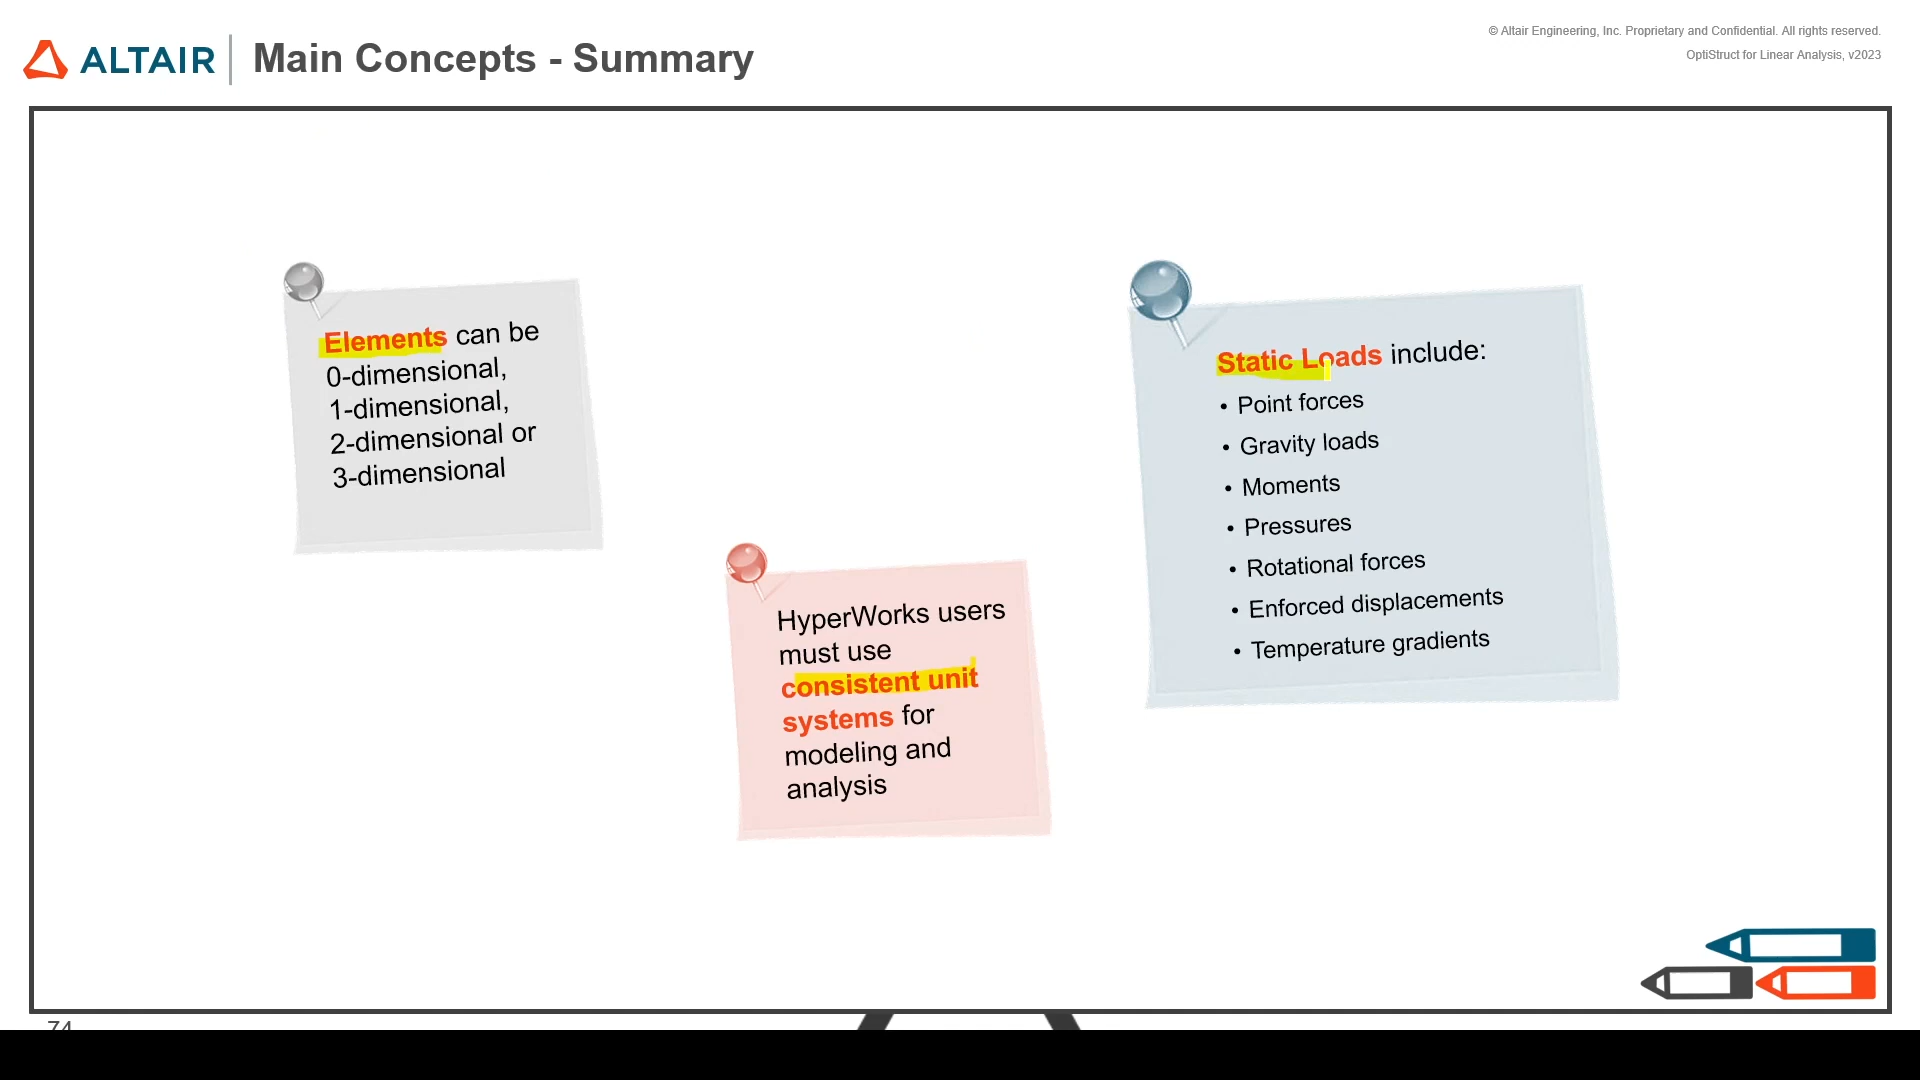 ALTAIR
Main Concepts - Summary
© Altair Engineering, Inc. Proprietary and Confidential. All rights reserved.
OptiStruct for Linear Analysis, v2023
Elements can be
0-dimensional,
1-dimensional,
2-dimensional or
3-dimensional
HyperWorks users
must use
consistent unit
systems for
modeling and
analysis
Static Loads include:
• Point forces
• Gravity loads
• Moments
• Pressures
• Rotational forces
• Enforced displacements
• Temperature gradients
74